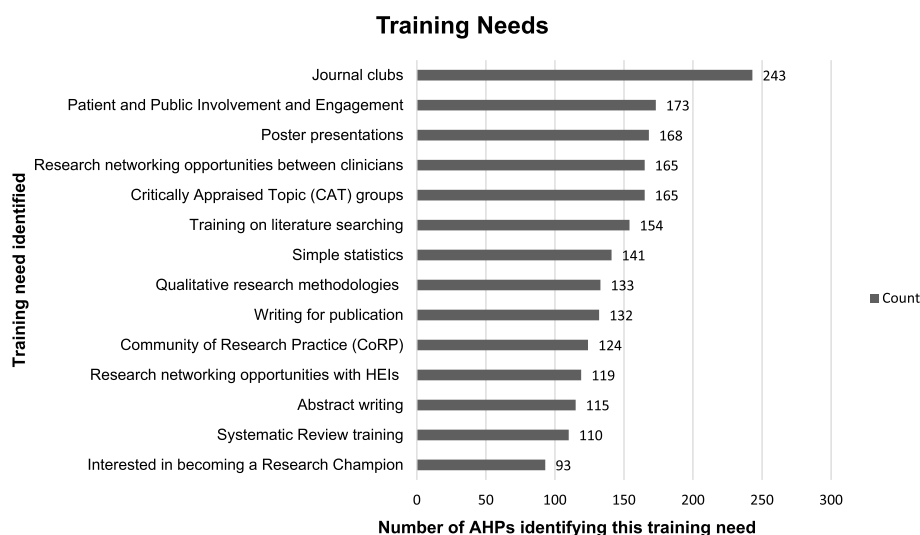 Training Needs
Training need identified
Journal clubs 243
Patient and Public Involvement and Engagement 173
Poster presentations 168
Research networking opportunities between clinicians 165
Critically Appraised Topic (CAT) groups 165
Training on literature searching 154
Simple statistics 141
Qualitative research methodologies 133
Writing for publication 132
Community of Research Practice (CoRP) 124
Research networking opportunities with HEIs 119
Abstract writing 115
Systematic Review training 110
Interested in becoming a Research Champion 93
0 50 100 150 200 250 300
Number of AHPs identifying this training need
Count